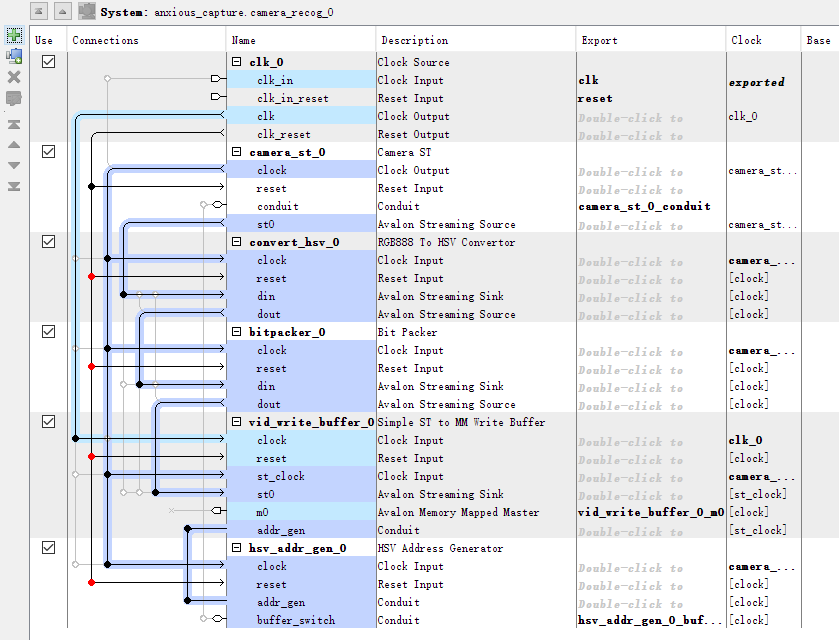 System: anxious_capture.camera_recog_0
Use Connections Name Description Export Clock Base
clk_0 Clock Source
clk_in Clock Input clk exported
clk_in_reset Reset Input reset
clk Clock Output Double-click to clk_0
clk_reset Reset Output Double-click to
camera_st_0 Camera ST
clock Clock Output Double-click to camera_st...
reset Reset Input Double-click to
conduit Conduit camera_st_0_conduit
st0 Avalon Streaming Source Double-click to camera_st...
convert_hsv_0 RGB888 To HSV Convertor
clock Clock Input Double-click to camera_...
reset Reset Input Double-click to [clock]
din Avalon Streaming Sink Double-click to [clock]
dout Avalon Streaming Source Double-click to [clock]
bitpacker_0 Bit Packer
clock Clock Input Double-click to camera_...
reset Reset Input Double-click to [clock]
din Avalon Streaming Sink Double-click to [clock]
dout Avalon Streaming Source Double-click to [clock]
vid_write_buffer_0 Simple ST to MM Write Buffer
clock Clock Input Double-click to clk_0
reset Reset Input Double-click to [clock]
st_clock Clock Input Double-click to camera_...
st0 Avalon Streaming Sink Double-click to [st_clock]
m0 Avalon Memory Mapped Master vid_write_buffer_0_m0 [clock]
addr_gen Conduit Double-click to [st_clock]
hsv_addr_gen_0 HSV Address Generator
clock Clock Input Double-click to camera_...
reset Reset Input Double-click to [clock]
addr_gen Conduit Double-click to [clock]
buffer_switch Conduit hsv_addr_gen_0_buf... [clock]